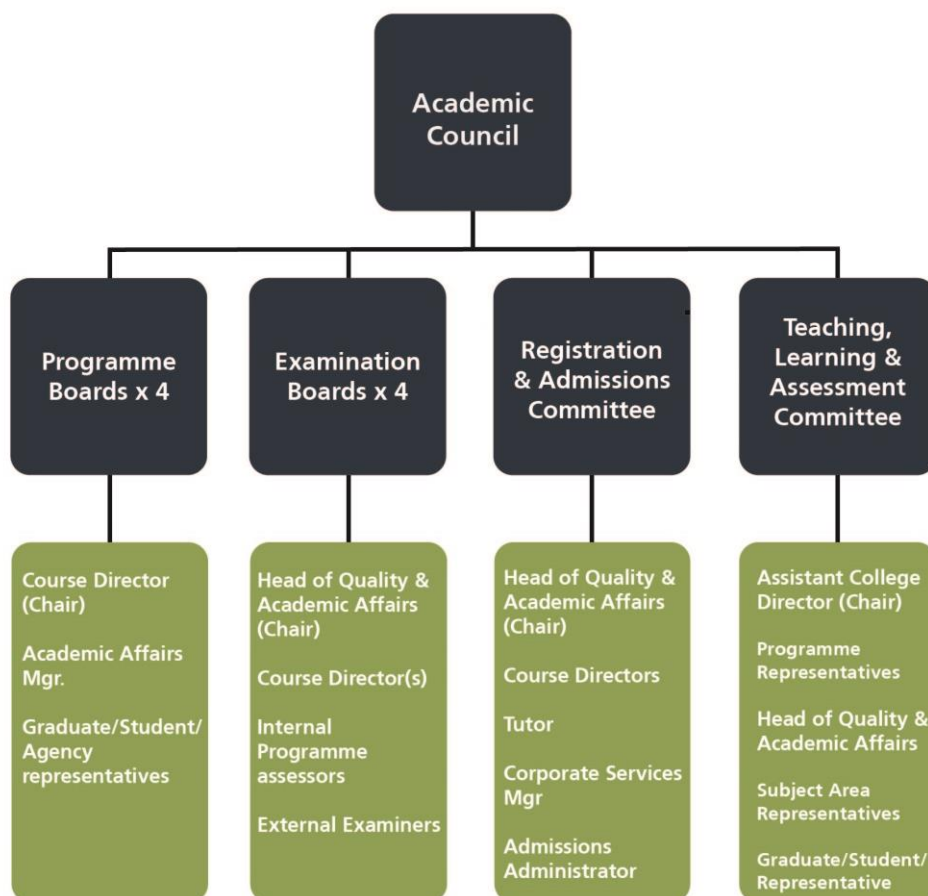 Academic
Council
Programme
Boards x 4
Examination
Boards x 4
Registration
& Admissions
Committee
Teaching,
Learning &
Assessment
Committee
Course Director
(Chair)
Academic Affairs
Mgr.
Graduate/Student/
Agency
representatives
Head of Quality &
Academic Affairs
(Chair)
Course Director(s)
Internal
Programme
assessors
External Examiners
Head of Quality &
Academic Affairs
(Chair)
Course Directors
Tutor
Corporate Services
Mgr
Admissions
Administrator
Assistant College
Director (Chair)
Programme
Representatives
Head of Quality &
Academic Affairs
Subject Area
Representatives
Graduate/Student/
Representative